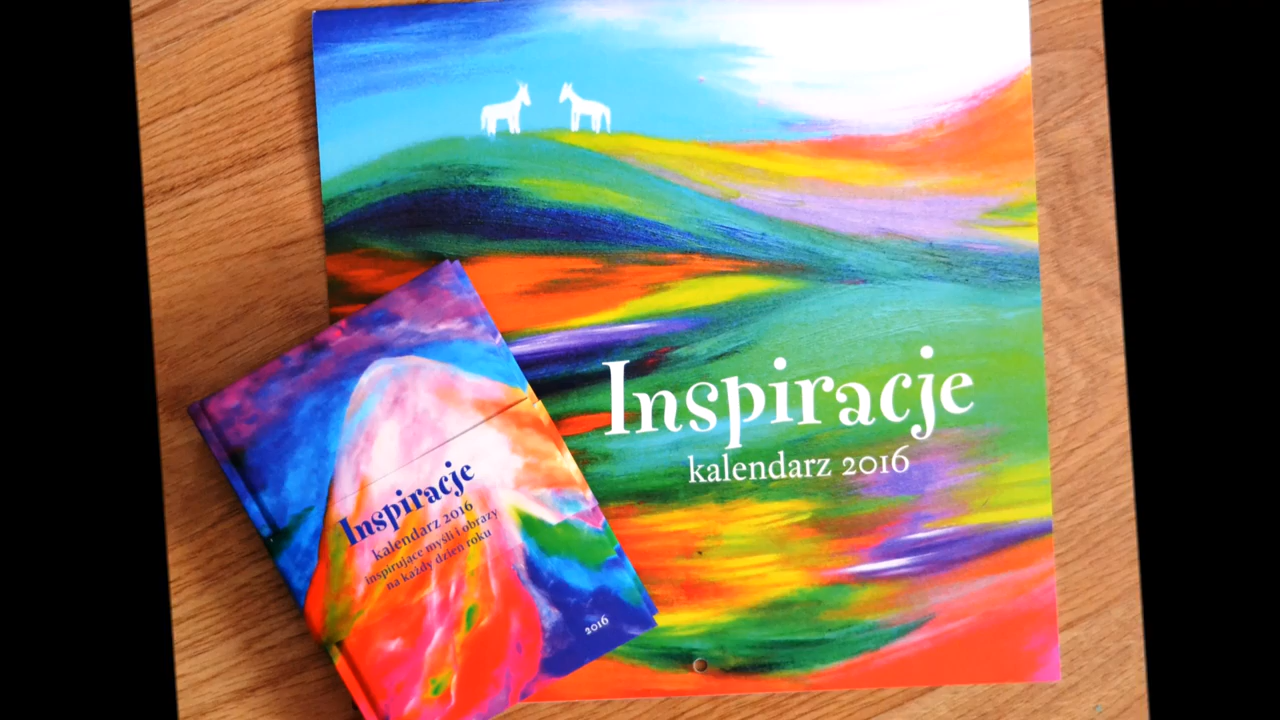 Inspiracje
kalendarz 2016
Inspiracje
kalendarz 2016
inspirujące myśli i obrazy
na każdy dzień roku
2016